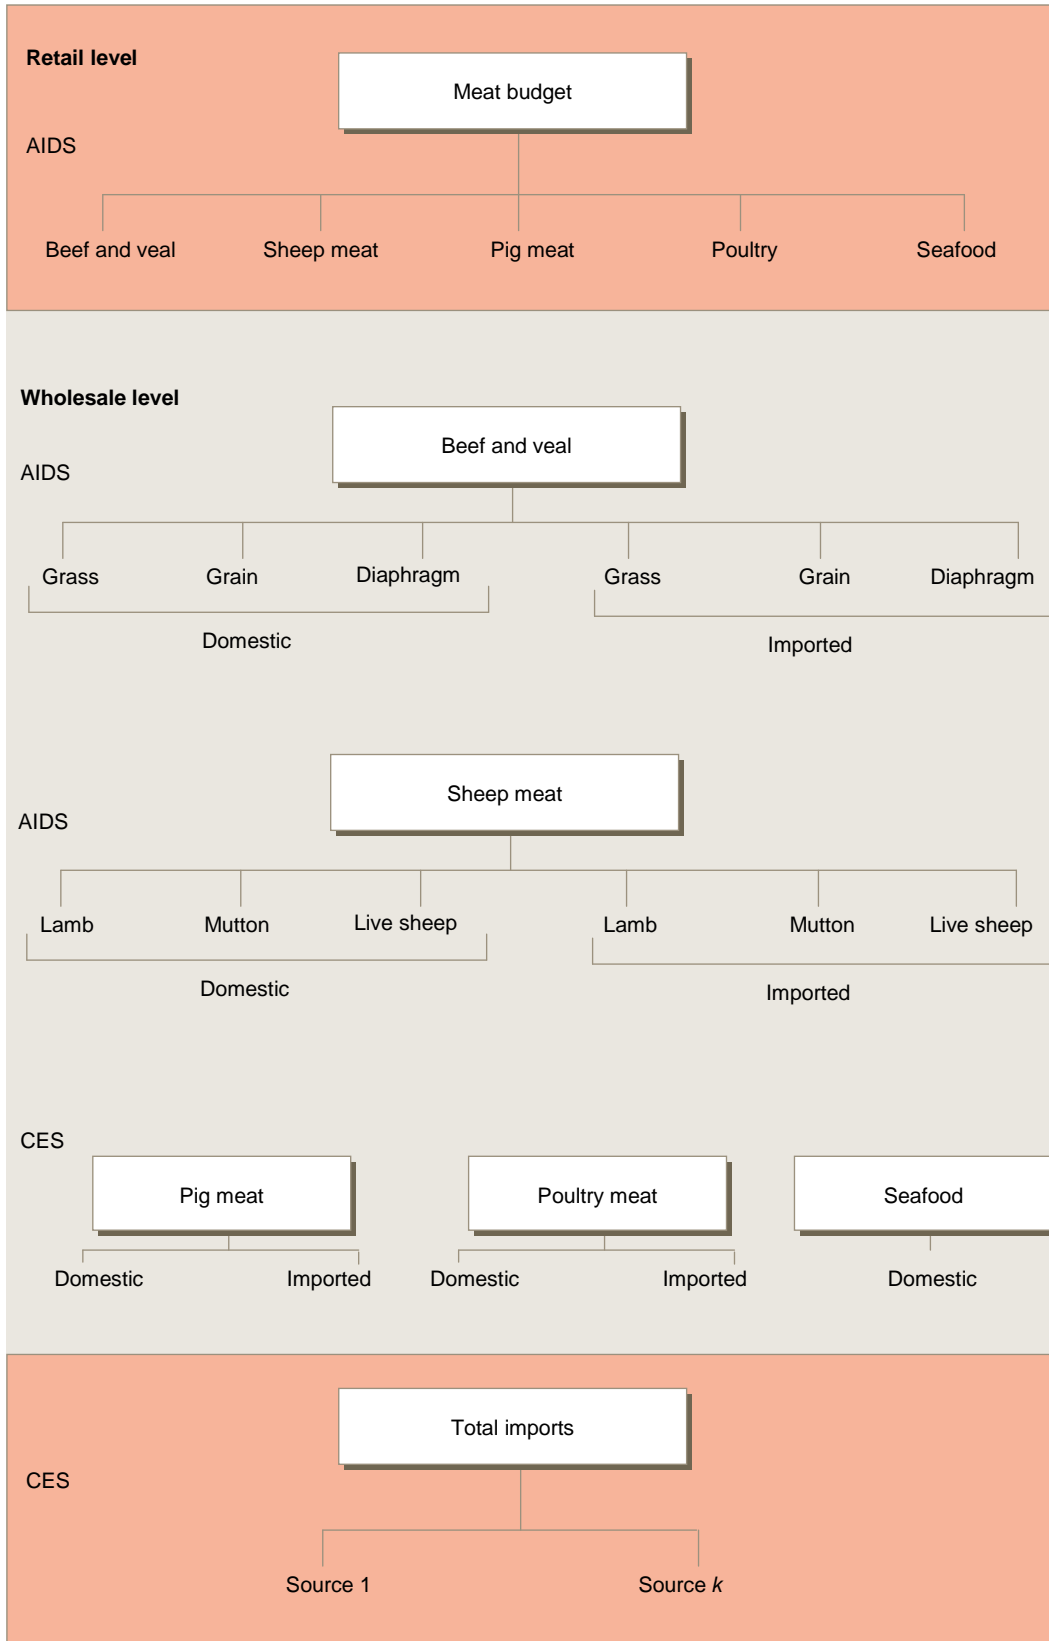 Retail level
Meat budget
AIDS
Beef and veal
Sheep meat
Pig meat
Poultry
Seafood
Wholesale level
Beef and veal
AIDS
Grass
Grain
Diaphragm
Grass
Grain
Diaphragm
Domestic
Imported
Sheep meat
AIDS
Lamb
Mutton
Live sheep
Lamb
Mutton
Live sheep
Domestic
Imported
CES
Pig meat
Poultry meat
Seafood
Domestic
Imported
Domestic
Imported
Domestic
Total imports
CES
Source 1
Source k